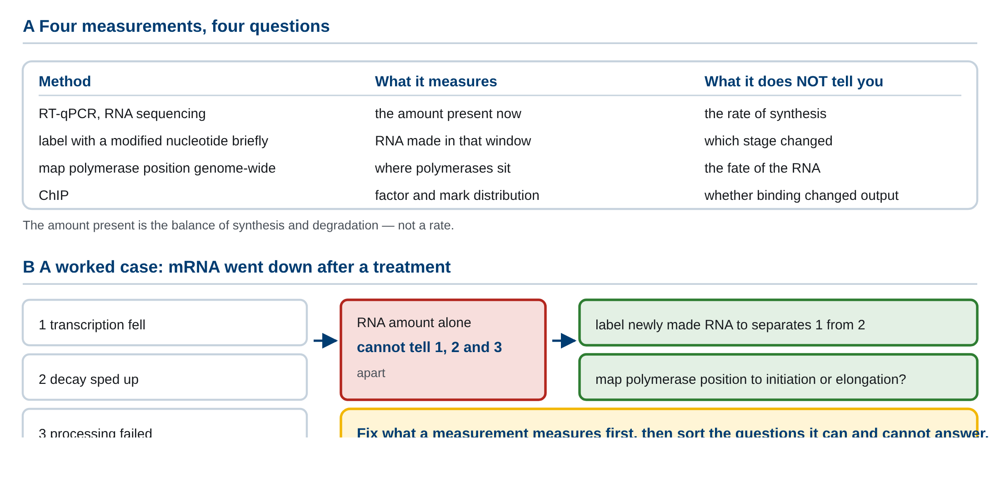 A Four measurements, four questions
Method What it measures What it does NOT tell you
RT-qPCR, RNA sequencing the amount present now the rate of synthesis
label with a modified nucleotide briefly RNA made in that window which stage changed
map polymerase position genome-wide where polymerases sit the fate of the RNA
ChIP factor and mark distribution whether binding changed output
The amount present is the balance of synthesis and degradation — not a rate.
B A worked case: mRNA went down after a treatment
1 transcription fell
2 decay sped up
3 processing failed
RNA amount alone
cannot tell 1, 2 and 3
apart
label newly made RNA to separates 1 from 2
map polymerase position to initiation or elongation?
Fix what a measurement measures first, then sort the questions it can and cannot answer.